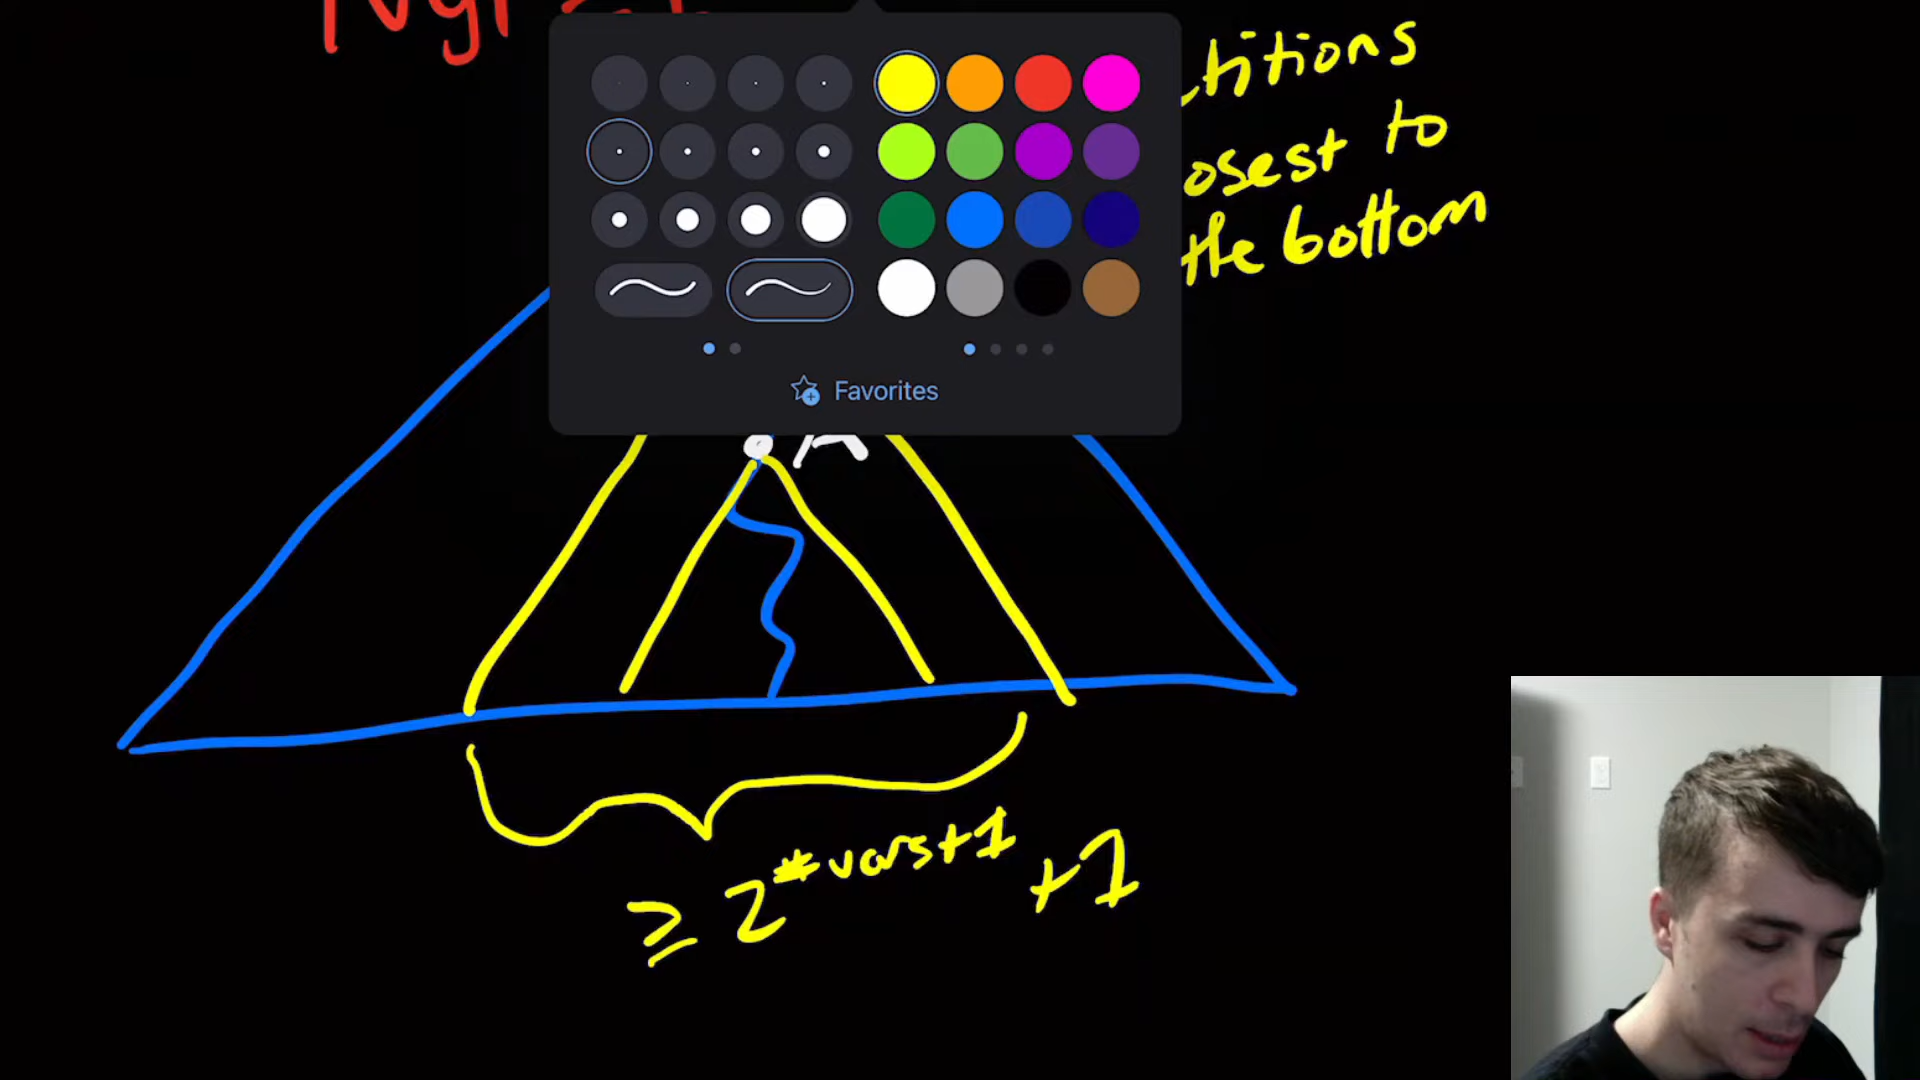 titions
osest to
the bottom
Favorites
A
≥ 2^{#vars+1} +1